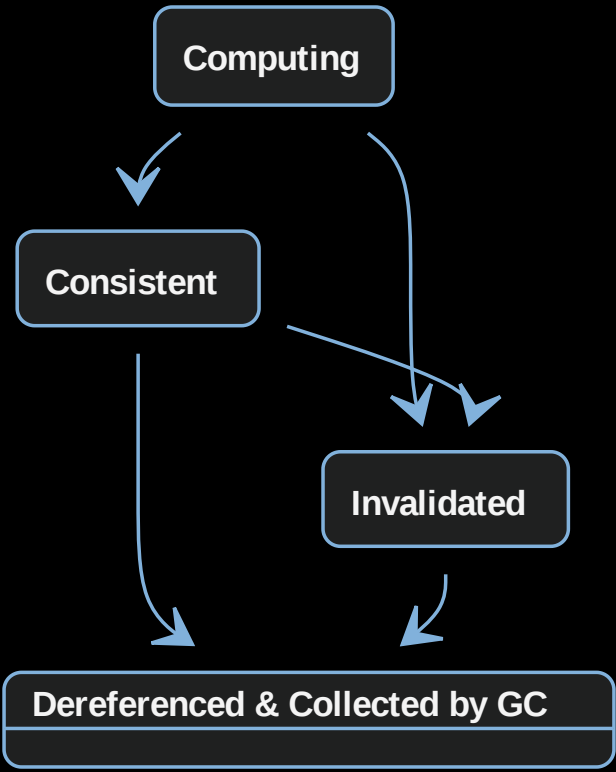 Computing
Consistent
Invalidated
Dereferenced & Collected by GC